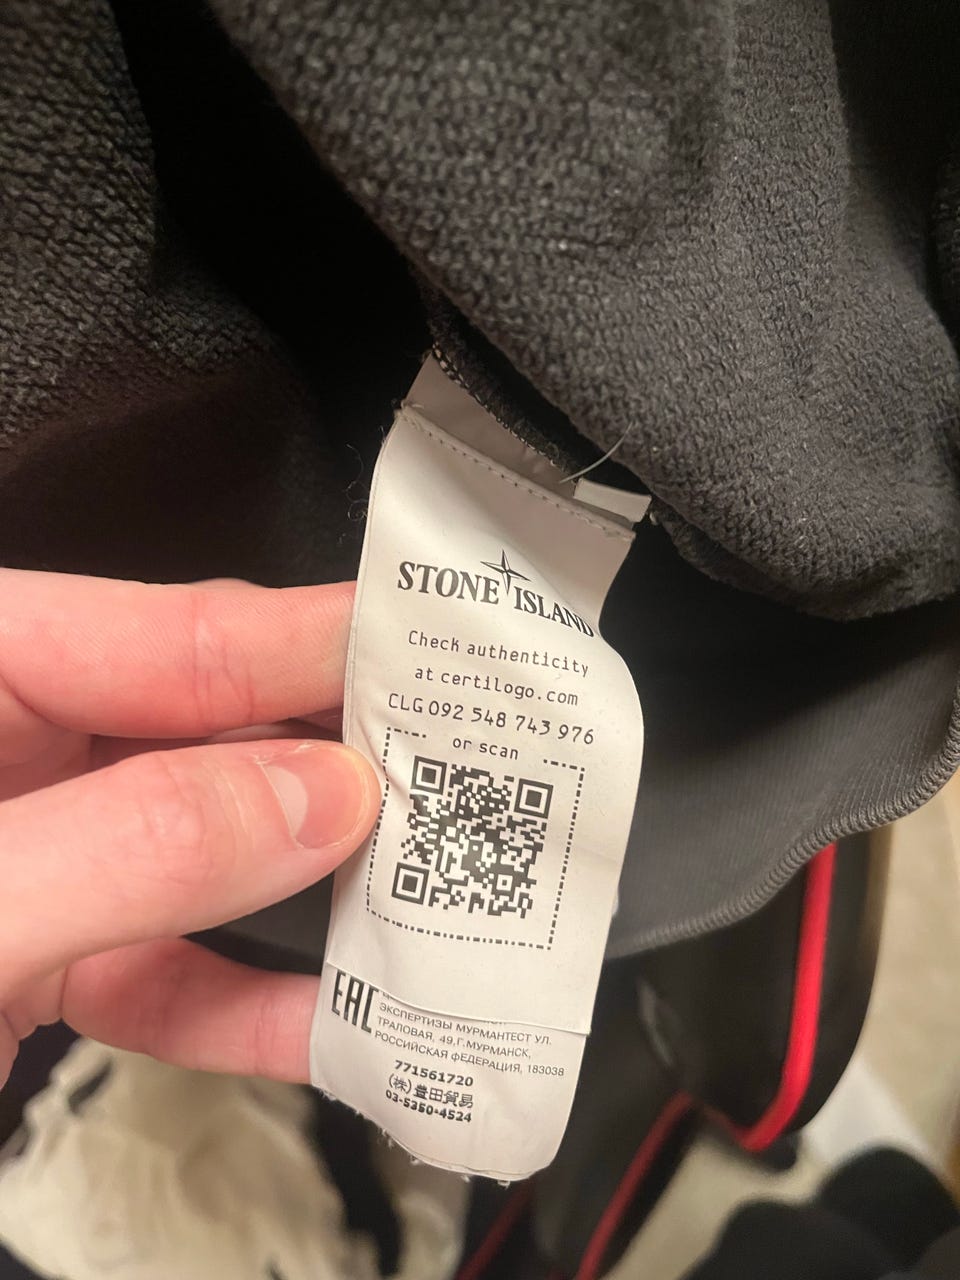 STONE ISLAND
Check authenticity
at certilogo.com
CLG 092 548 743 976
or scan
EAC
ЭКСПЕРТИЗЫ МУРМАНТЕСТ УЛ.
ТРАЛОВАЯ, 49,Г.МУРМАНСК,
РОССИЙСКАЯ ФЕДЕРАЦИЯ, 183038
771561720
(株)豊田貿易
03-5350-4524